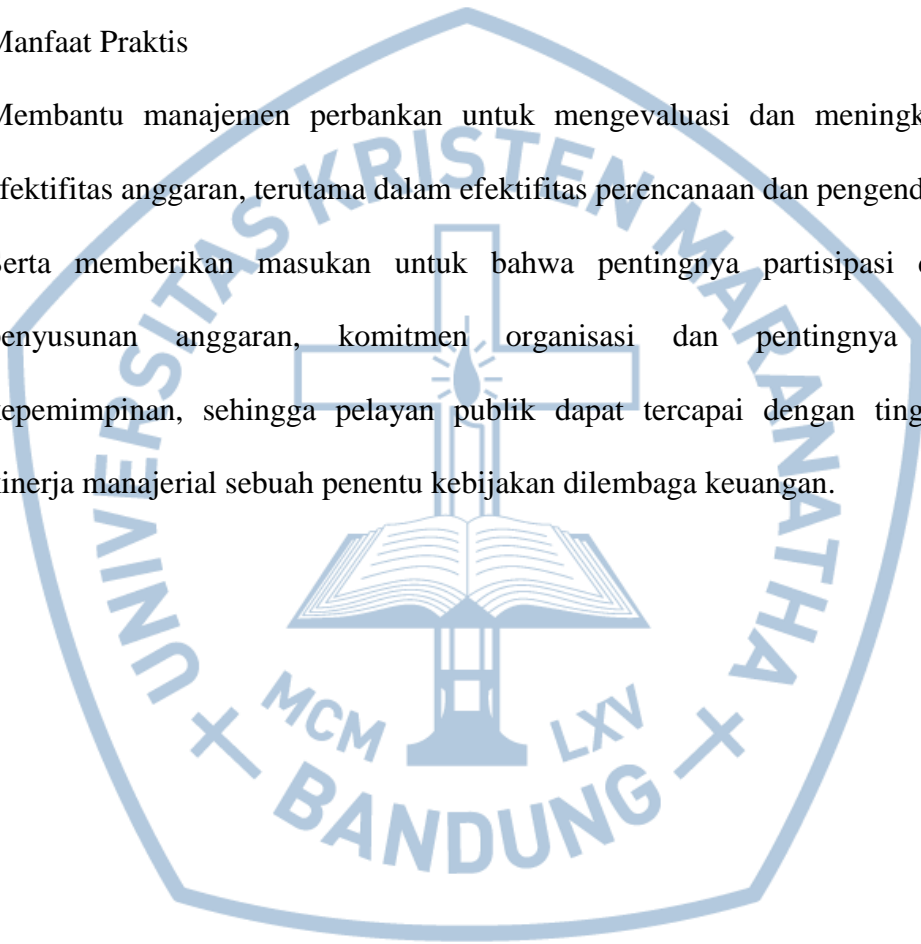 Manfaat Praktis
Membantu manajemen perbankan untuk mengevaluasi dan meningk
efektifitas anggaran, terutama dalam efektifitas perencanaan dan pengend
Serta memberikan masukan untuk bahwa pentingnya partisipasi
penyusunan anggaran, komitmen organisasi dan pentingnya
kepemimpinan, sehingga pelayan publik dapat tercapai dengan ting
kinerja manajerial sebuah penentu kebijakan dilembaga keuangan.
UNIVERSITAS KRISTEN MARANATHA
MCM LXV
BANDUNG